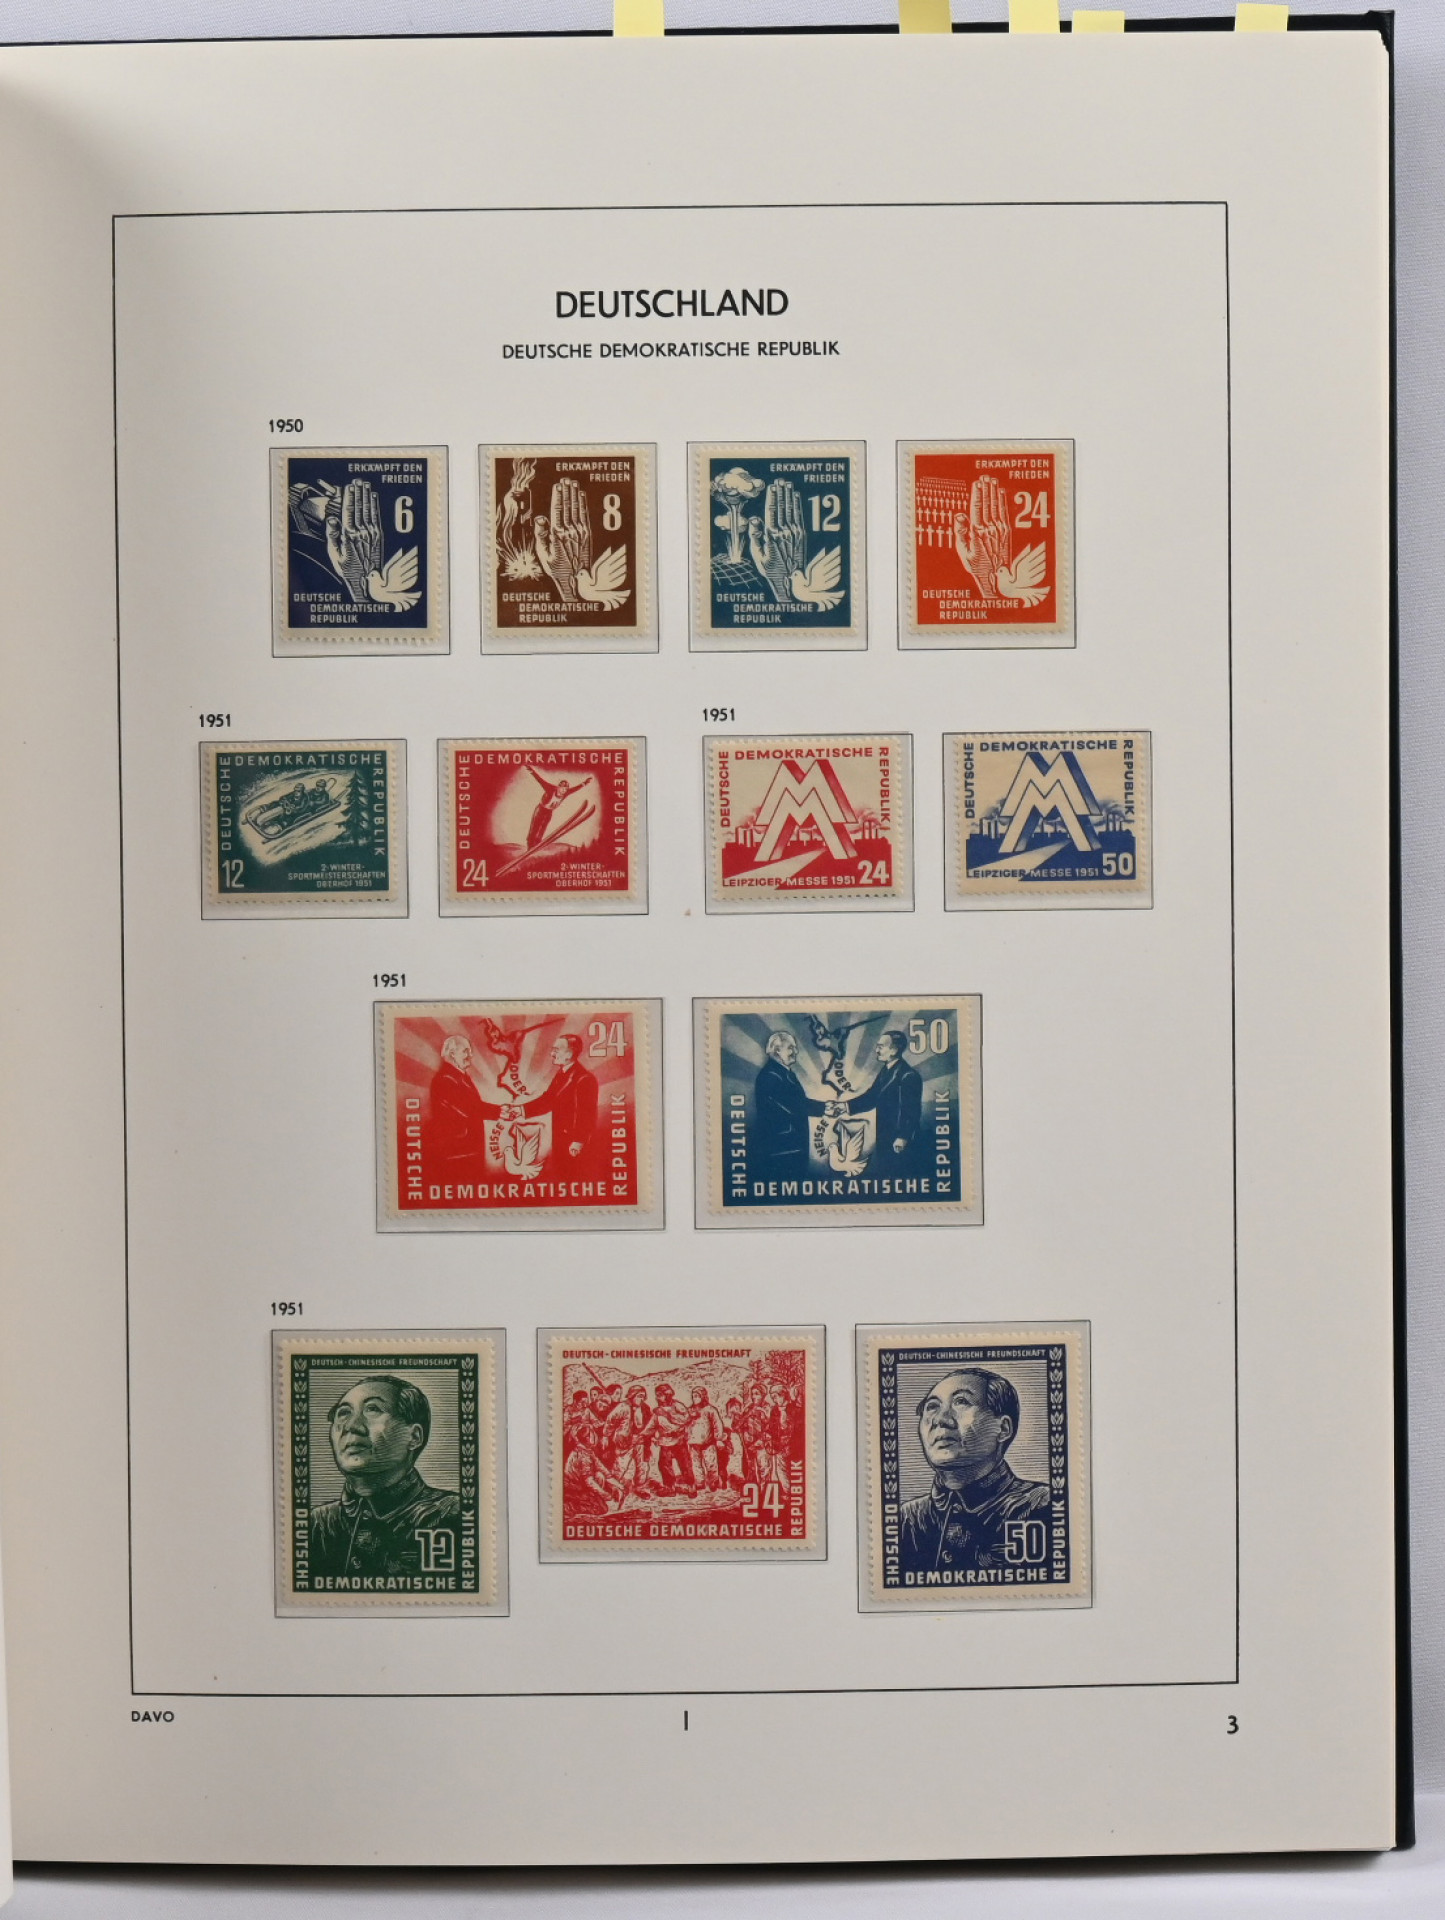 DEUTSCHLAND
DEUTSCHE DEMOKRATISCHE REPUBLIK
1950
ERKÄMPFT DEN
FRIEDEN
6
DEUTSCHE
DEMOKRATISCHE
REPUBLIK
ERKÄMPFT DEN
FRIEDEN
8
DEUTSCHE
DEMOKRATISCHE
REPUBLIK
ERKÄMPFT DEN
FRIEDEN
12
DEUTSCHE
DEMOKRATISCHE
REPUBLIK
ERKÄMPFT DEN
FRIEDEN
24
DEUTSCHE
DEMOKRATISCHE
REPUBLIK
1951
DEUTSCHE
DEMOKRATISCHE
REPUBLIK
12
2·WINTER-
SPORTMEISTERSCHAFTEN
OBERHOF 1951
DEUTSCHE
DEMOKRATISCHE
REPUBLIK
24
2·WINTER-
SPORTMEISTERSCHAFTEN
OBERHOF 1951
1951
DEUTSCHE
DEMOKRATISCHE
REPUBLIK
MM
LEIPZIGER MESSE 1951
24
DEUTSCHE
DEMOKRATISCHE
REPUBLIK
MM
LEIPZIGER MESSE 1951
50
1951
24
ODER
NEISSE
DEUTSCHE
DEMOKRATISCHE
REPUBLIK
50
ODER
NEISSE
DEUTSCHE
DEMOKRATISCHE
REPUBLIK
1951
DEUTSCH-CHINESISCHE FREUNDSCHAFT
12
DEUTSCHE
DEMOKRATISCHE
REPUBLIK
DEUTSCH-CHINESISCHE FREUNDSCHAFT
24
DEUTSCHE DEMOKRATISCHE
REPUBLIK
DEUTSCH-CHINESISCHE FREUNDSCHAFT
50
DEUTSCHE
DEMOKRATISCHE
REPUBLIK
DAVO
I
3